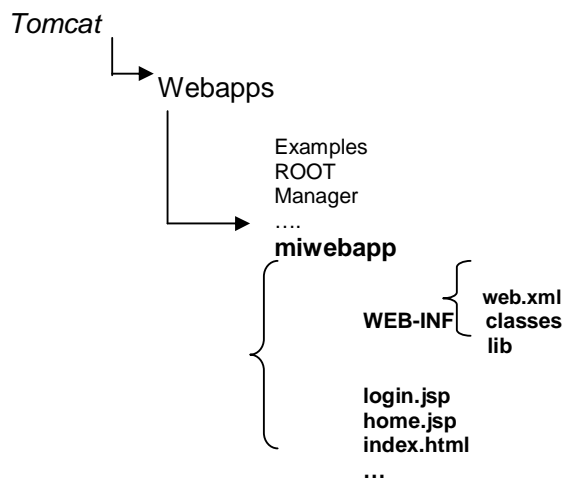 Tomcat
Webapps
Examples
ROOT
Manager
….
miwebapp
web.xml
WEB-INF classes
lib
login.jsp
home.jsp
index.html
…